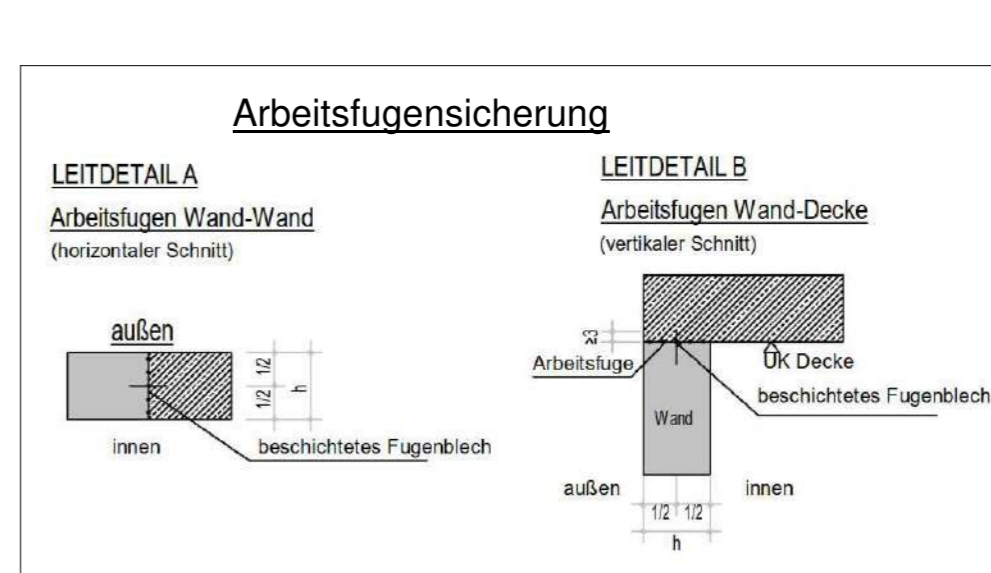 Arbeitsfugensicherung
LEITDETAIL A
Arbeitsfugen Wand-Wand
(horizontaler Schnitt)
außen
1/2
1/2
h
innen
beschichtetes Fugenblech
LEITDETAIL B
Arbeitsfugen Wand-Decke
(vertikaler Schnitt)
≥3
Arbeitsfuge
UK Decke
beschichtetes Fugenblech
Wand
außen
innen
1/2 1/2
h